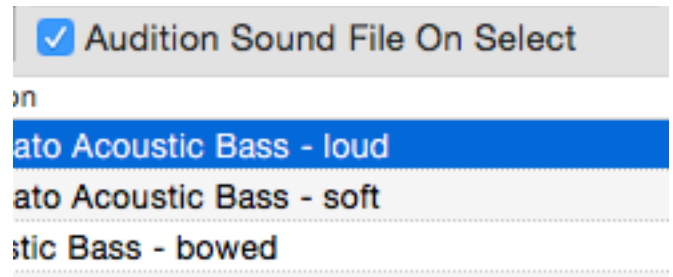 Audition Sound File On Select
on
ato Acoustic Bass - loud
ato Acoustic Bass - soft
stic Bass - bowed